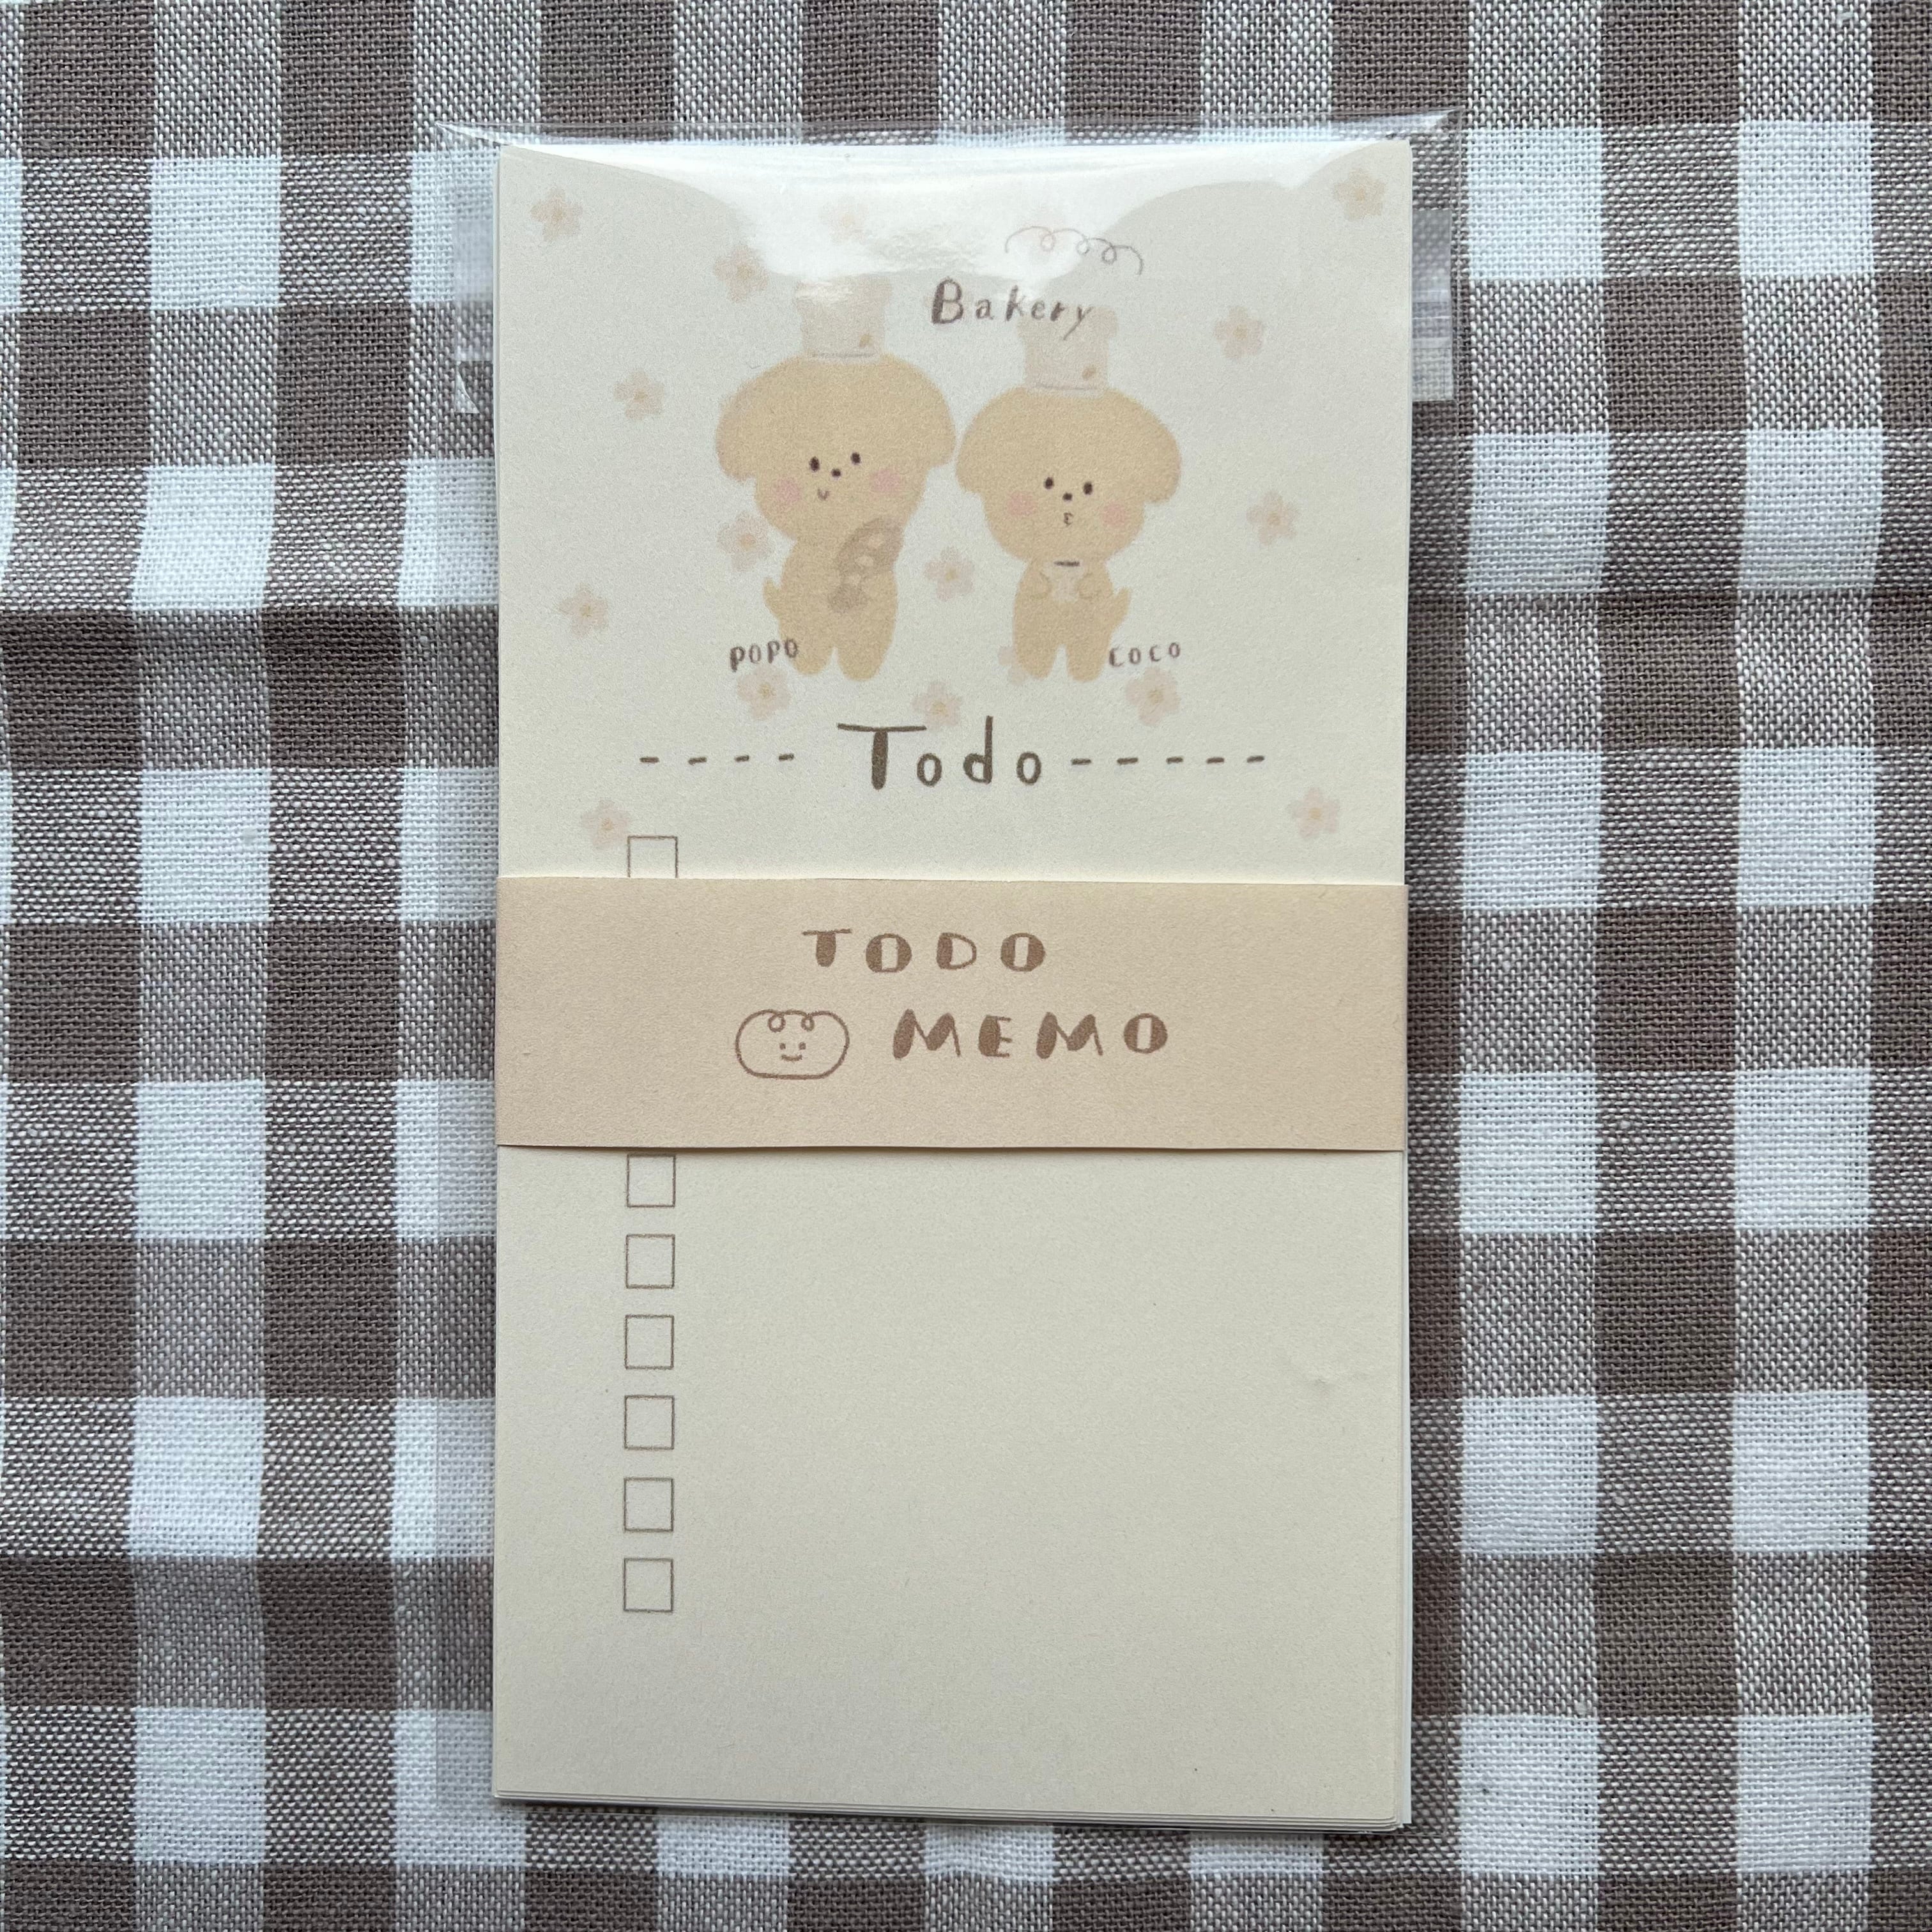 Bakery
POPO
COCO
---- Todo -----
TODO
MEMO